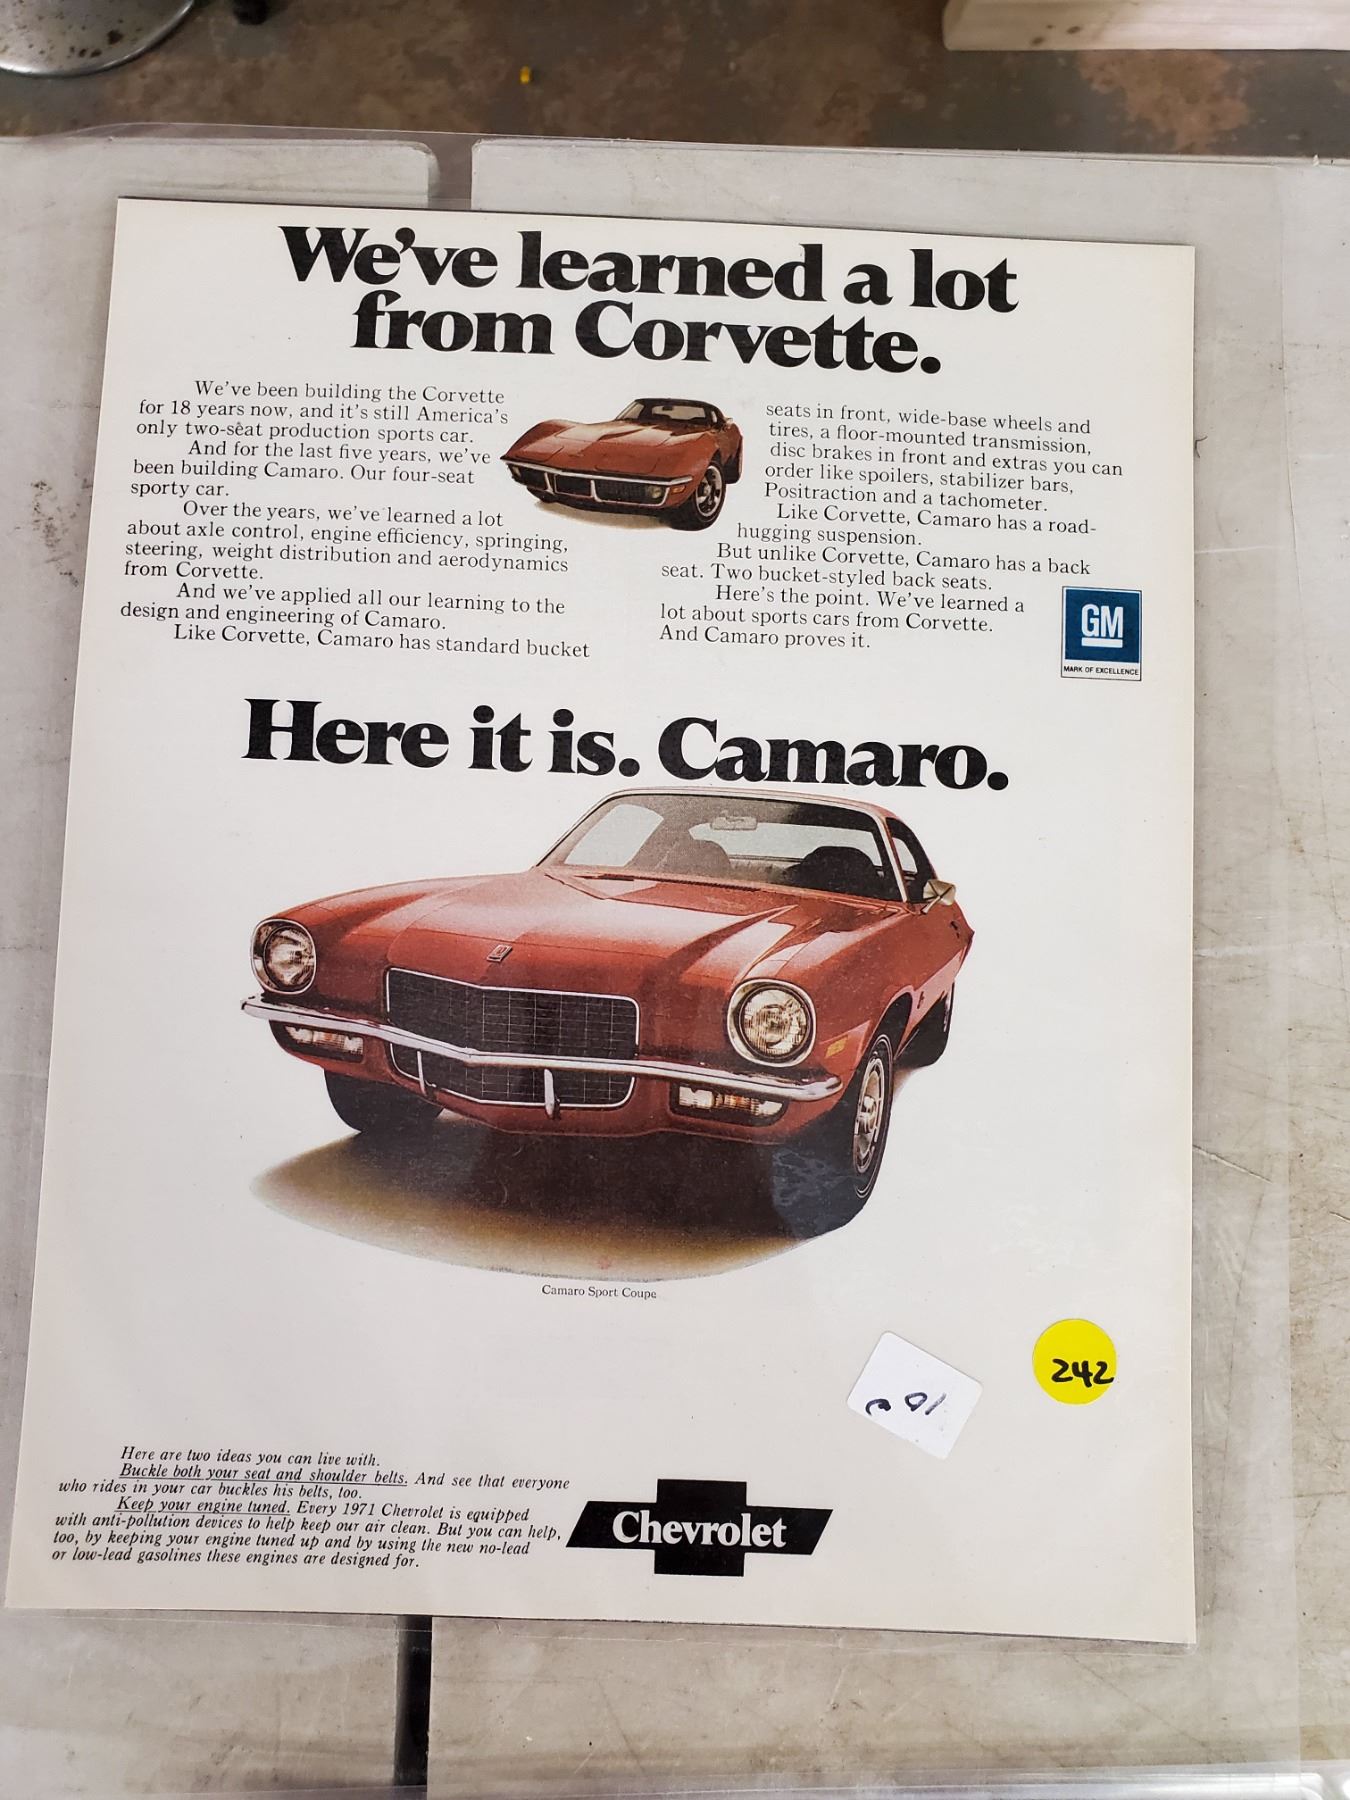 We've learned a lot
from Corvette.
We've been building the Corvette
for 18 years now, and it's still America's
only two-seat production sports car.
And for the last five years, we've
been building Camaro. Our four-seat
sporty car.
Over the years, we've learned a lot
about axle control, engine efficiency, springing,
steering, weight distribution and aerodynamics
from Corvette.
And we've applied all our learning to the
design and engineering of Camaro.
Like Corvette, Camaro has standard bucket
seats in front, wide-base wheels and
tires, a floor-mounted transmission,
disc brakes in front and extras you can
order like spoilers, stabilizer bars,
Positraction and a tachometer.
Like Corvette, Camaro has a road-
hugging suspension.
But unlike Corvette, Camaro has a back
seat. Two bucket-styled back seats.
Here's the point. We've learned a
lot about sports cars from Corvette.
And Camaro proves it.
GM
MARK OF EXCELLENCE
Here it is. Camaro.
Camaro Sport Coupe
242
Here are two ideas you can live with.
Buckle both your seat and shoulder belts. And see that everyone
who rides in your car buckles his belts, too.
Keep your engine tuned. Every 1971 Chevrolet is equipped
with anti-pollution devices to help keep our air clean. But you can help,
too, by keeping your engine tuned up and by using the new no-lead
or low-lead gasolines these engines are designed for.
Chevrolet